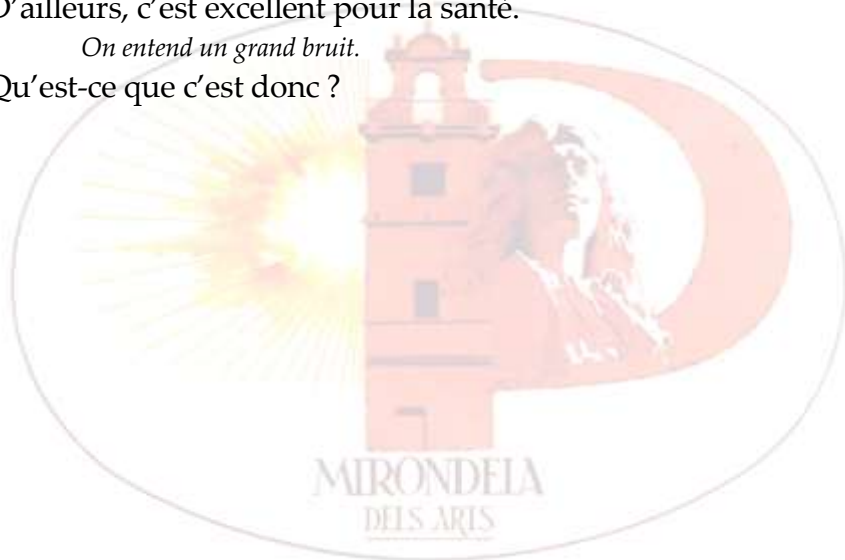 D’ailleurs, c’est excellent pour la santé.
On entend un grand bruit.
Qu’est-ce que c’est donc ?
MIRONDELA
DELS ARTS